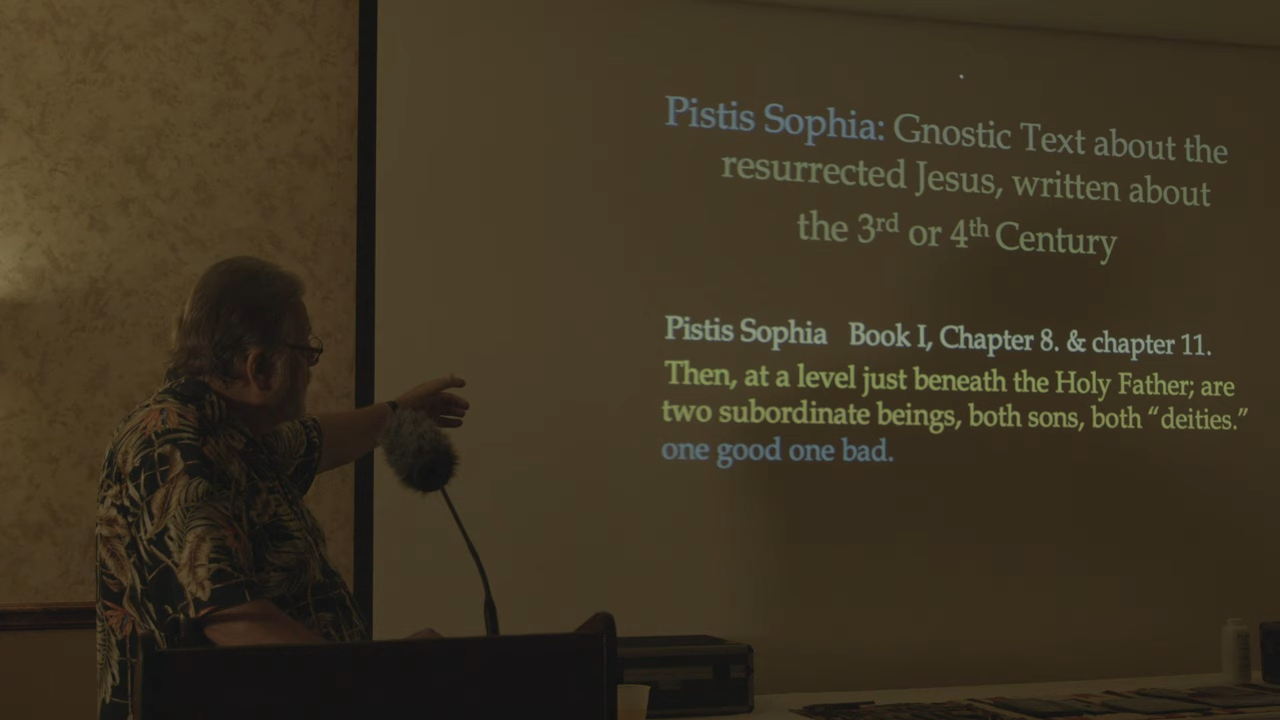 Pistis Sophia: Gnostic Text about the
resurrected Jesus, written about
the 3rd or 4th Century
Pistis Sophia Book I, Chapter 8. & chapter 11.
Then, at a level just beneath the Holy Father; are
two subordinate beings, both sons, both “deities.”
one good one bad.